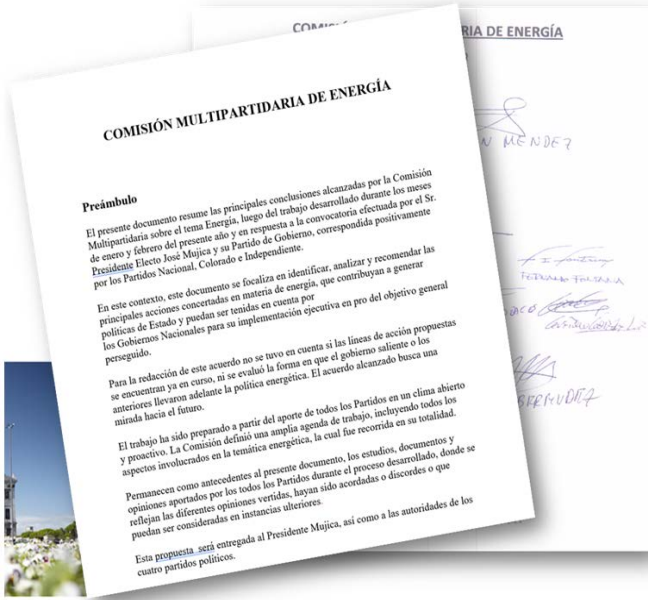 COMISIÓN MULTIPARTIDARIA DE ENERGÍA
Preámbulo
El presente documento resume las principales conclusiones alcanzadas por la Comisión
Multipartidaria sobre el tema Energía, luego del trabajo desarrollado durante los meses
de enero y febrero del presente año y en respuesta a la convocatoria efectuada por el Sr.
Presidente Electo José Mujica y su Partido de Gobierno, correspondida positivamente
por los Partidos Nacional, Colorado e Independiente.
En este contexto, este documento se focaliza en identificar, analizar y recomendar las
principales acciones concertadas en materia de energía, que contribuyan a generar
políticas de Estado y puedan ser tenidas en cuenta por
los Gobiernos Nacionales para su implementación ejecutiva en pro del objetivo general
perseguido.
Para la redacción de este acuerdo no se tuvo en cuenta si las líneas de acción propuestas
se encuentran ya en curso, ni se evaluó la forma en que el gobierno saliente o los
anteriores llevaron adelante la política energética. El acuerdo alcanzado busca una
mirada hacia el futuro.
El trabajo ha sido preparado a partir del aporte de todos los Partidos en un clima abierto
y proactivo. La Comisión definió una amplia agenda de trabajo, incluyendo todos los
aspectos involucrados en la temática energética, la cual fue recorrida en su totalidad.
Permanecen como antecedentes al presente documento, los estudios, documentos y
opiniones aportados por los todos los Partidos durante el proceso desarrollado, donde se
reflejan las diferentes opiniones vertidas, hayan sido acordadas o discordes o que
puedan ser consideradas en instancias ulteriores.
Esta propuesta será entregada al Presidente Mujica, así como a las autoridades de los
cuatro partidos políticos.
RIA DE ENERGÍA
N MENDEZ
BERMUDEZ